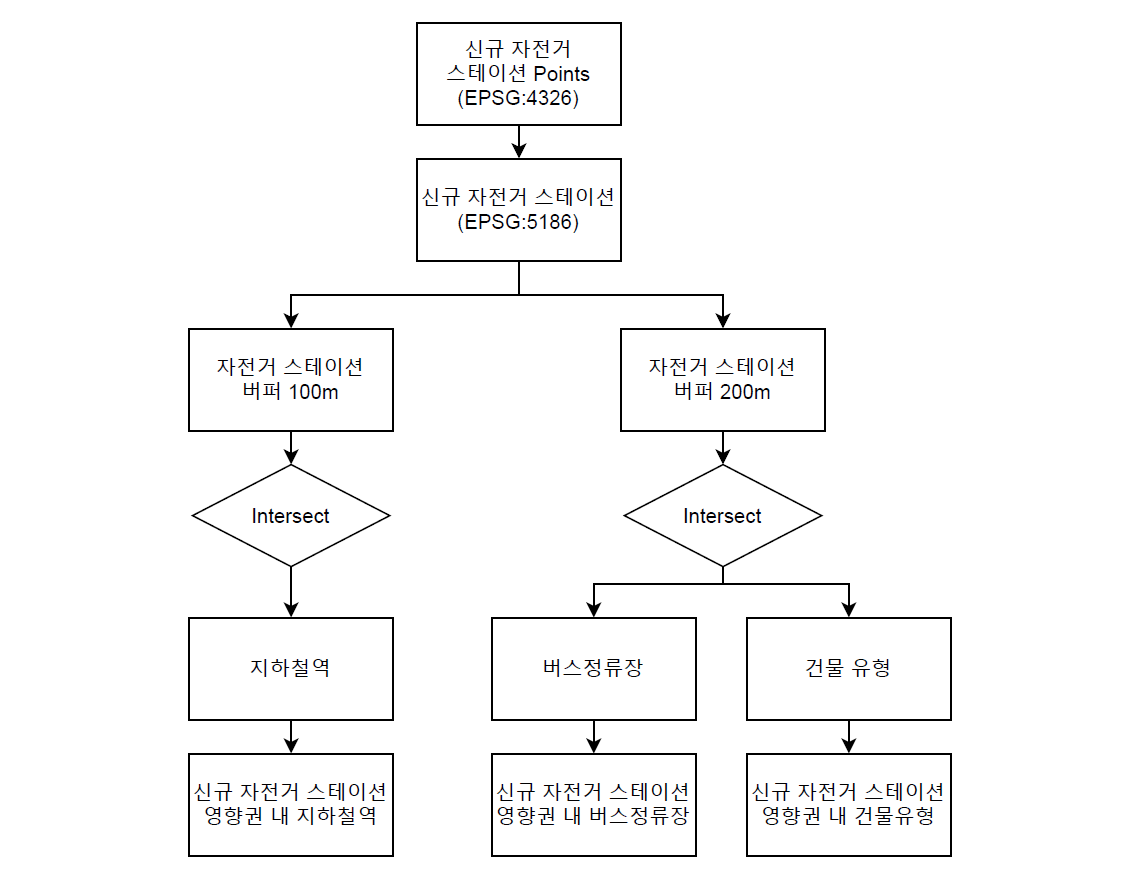 신규 자전거
스테이션 Points
(EPSG:4326)
신규 자전거 스테이션
(EPSG:5186)
자전거 스테이션
버퍼 100m
자전거 스테이션
버퍼 200m
Intersect
Intersect
지하철역
버스정류장
건물 유형
신규 자전거 스테이션
영향권 내 지하철역
신규 자전거 스테이션
영향권 내 버스정류장
신규 자전거 스테이션
영향권 내 건물유형